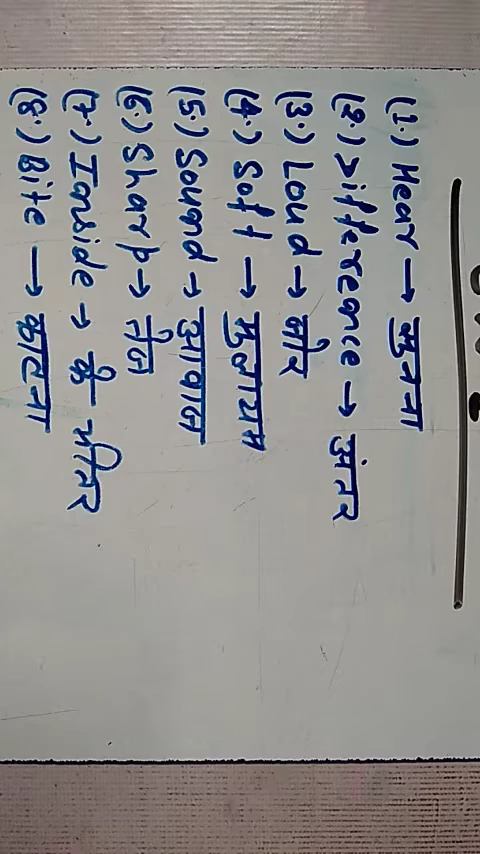 (1.) Hear → सुनना
(2.) Differeance → अंतर
(3.) Loud → जोर
(4.) Soft → मुलायम
(5.) Sound → आवाज
(6.) Sharp → तेज
(7.) Inside → के भीतर
(8.) Bite → काटना